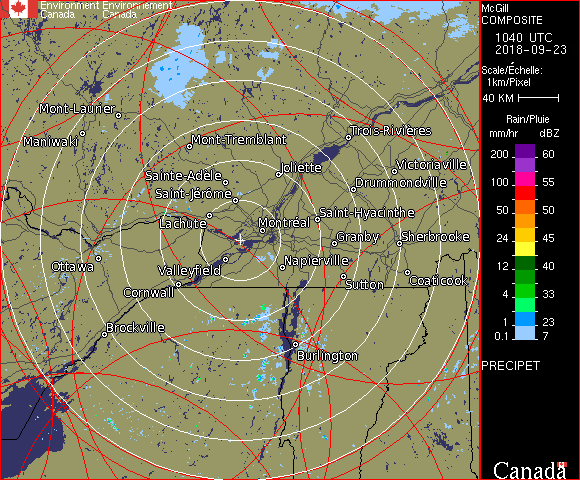 Environment Environnement
Canada Canada
McGill
COMPOSITE
1040 UTC
2018-09-23
Scale/Échelle:
1km/Pixel
40 KM
Rain/Pluie
mm/hr dBZ
200 60
150 57
100 55
50 50
24 45
12 40
4 33
1 23
0.1 7
PRECIPET
Canada
Mont-Laurier
Maniwaki
Mont-Tremblant
Trois-Rivières
Sainte-Adèle
Joliette
Victoriaville
Saint-Jérôme
Drummondville
Lachute
Montréal
Saint-Hyacinthe
Granby
Sherbrooke
Ottawa
Valleyfield
Napierville
Cornwall
Sutton
Coaticook
Brockville
Burlington